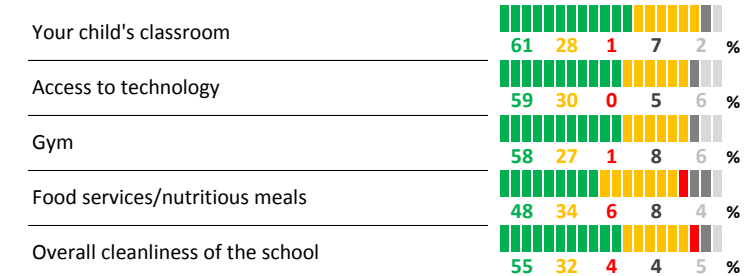 Your child's classroom
61 28 1 7 2 %
Access to technology
59 30 0 5 6 %
Gym
58 27 1 8 6 %
Food services/nutritious meals
48 34 6 8 4 %
Overall cleanliness of the school
55 32 4 4 5 %